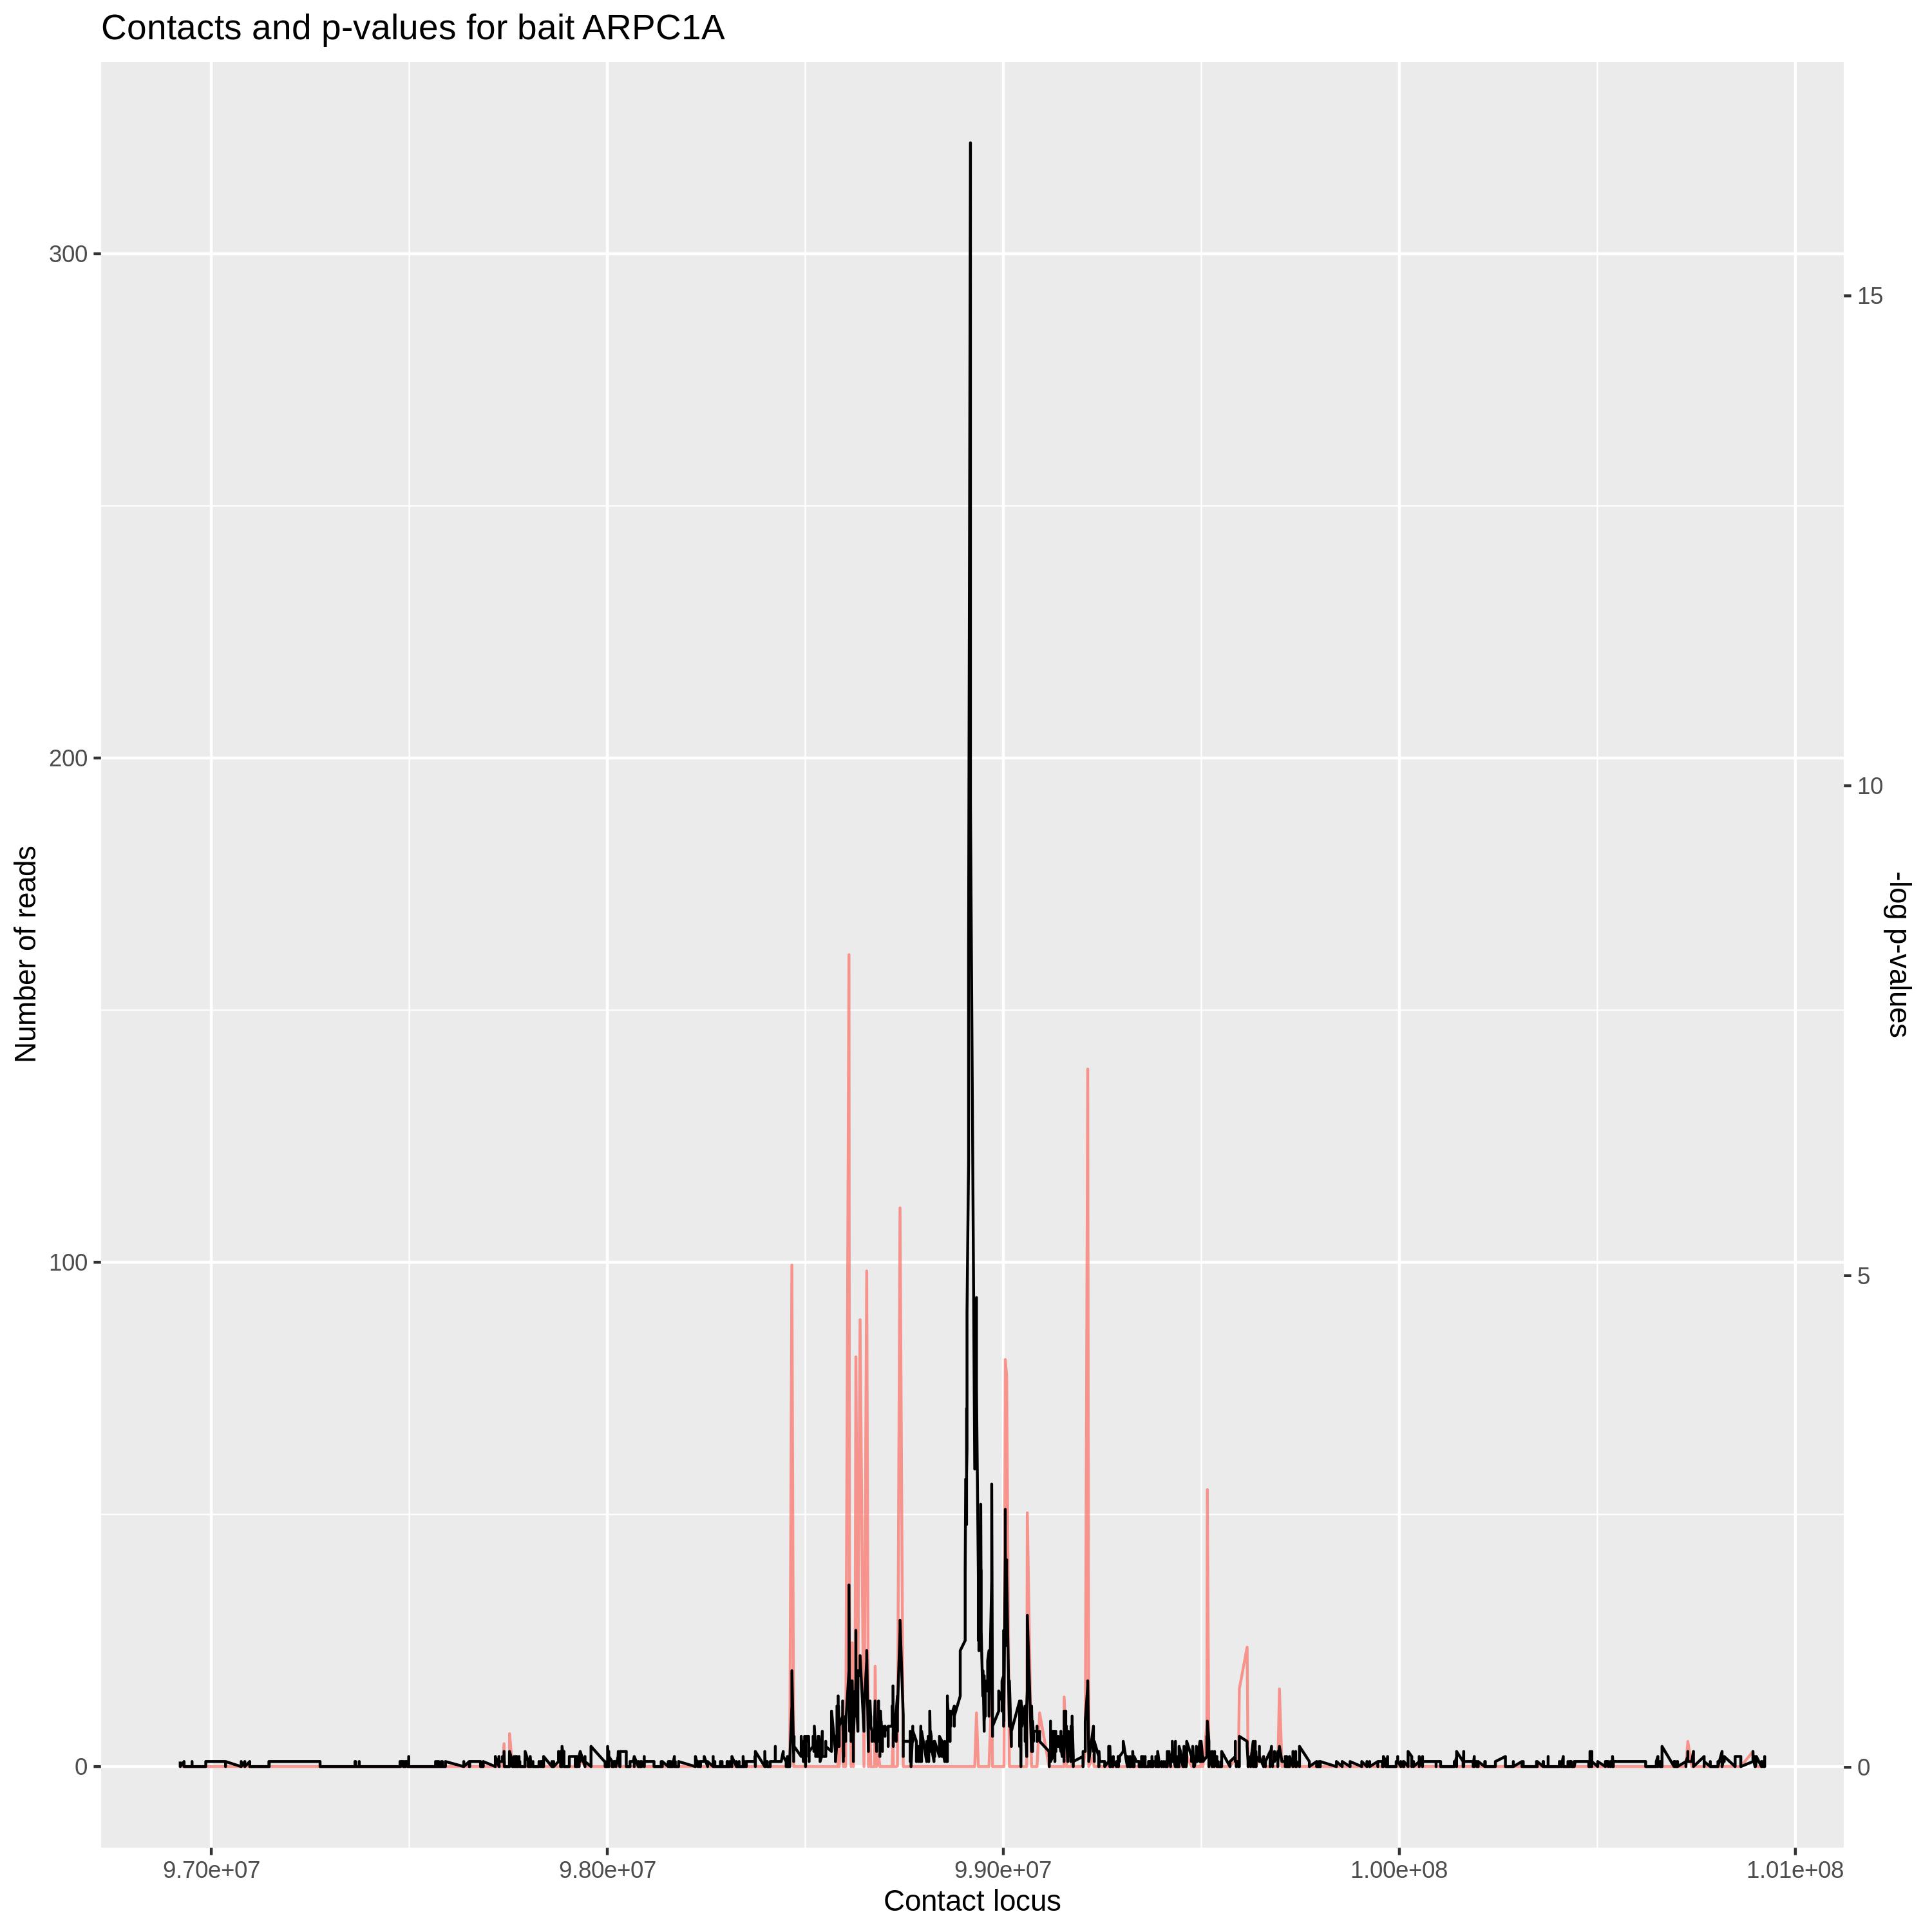 Contacts and p-values for bait ARPC1A
Number of reads
300
200
100
0
15
10
5
0
-log p-values
9.70e+07 9.80e+07 9.90e+07 1.00e+08 1.01e+08
Contact locus